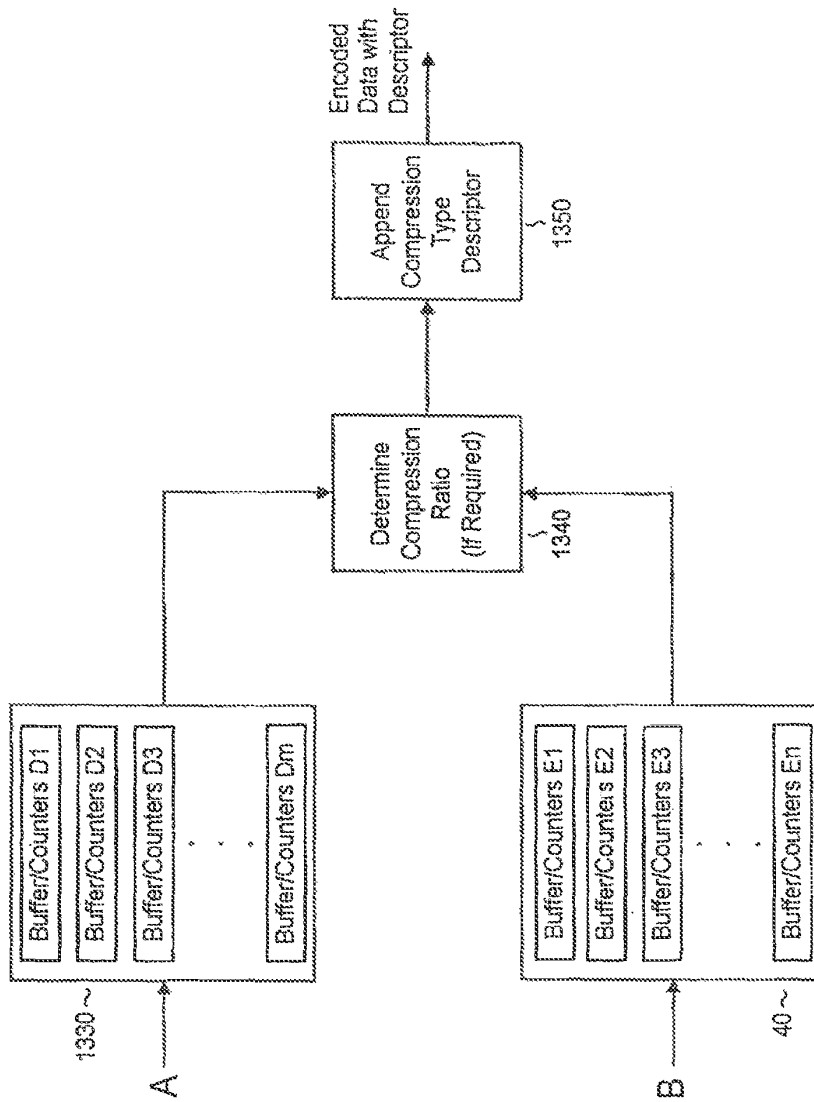 A
1330
Buffer/Counters D1
Buffer/Counters D2
Buffer/Counters D3
. . .
Buffer/Counters Dm
B
40
Buffer/Counters E1
Buffer/Counters E2
Buffer/Counters E3
. . .
Buffer/Counters En
Determine
Compression
Ratio
(If Required)
1340
Append
Compression
Type
Descriptor
1350
Encoded
Data with
Descriptor